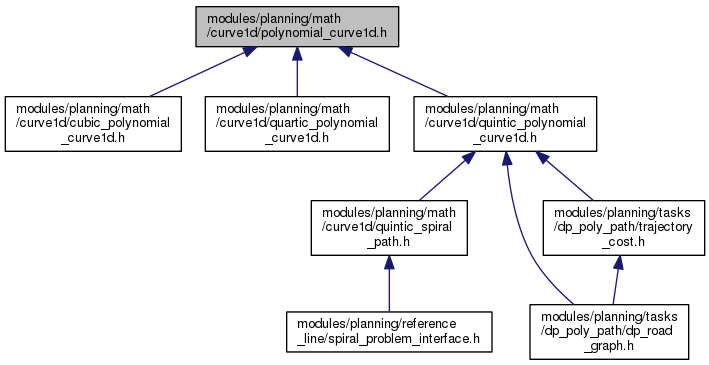 modules/planning/math
/curve1d/polynomial_curve1d.h
modules/planning/math
/curve1d/cubic_polynomial
_curve1d.h
modules/planning/math
/curve1d/quartic_polynomial
_curve1d.h
modules/planning/math
/curve1d/quintic_polynomial
_curve1d.h
modules/planning/math
/curve1d/quintic_spiral
_path.h
modules/planning/tasks
/dp_poly_path/trajectory
_cost.h
modules/planning/reference
_line/spiral_problem_interface.h
modules/planning/tasks
/dp_poly_path/dp_road
_graph.h